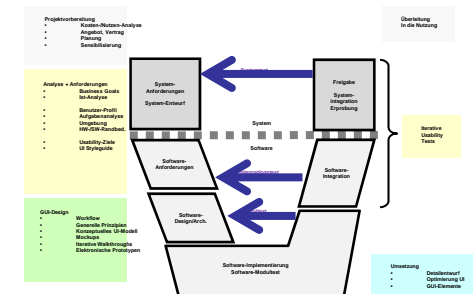 Projektvorbereitung
• Kosten-/Nutzen-Analyse
• Angebot, Vertrag
• Planung
• Sensibilisierung
Überleitung
In die Nutzung
Analyse + Anforderungen
• Business Goals
• Ist-Analyse
• Benutzer-Profil
• Aufgabenanalyse
• Umgebung
• HW-/SW-Randbed.
• Usability-Ziele
• UI Styleguide
System-
Anforderungen
System-Entwurf
Freigabe
System-
integration
Erprobung
System
Software
Iterative
Usability
Tests
Software-
Anforderungen
Software-
Integration
Software-
Design/Arch.
GUI-Design
• Workflow
• Generelle Prinzipien
• Konzeptuelles UI-Modell
• Mockups
• Iterative Walkthroughs
• Elektronische Prototypen
Software-Implementierung
Software-Modultest
Umsetzung
• Detailentwurf
• Optimierung UI
• GUI-Elemente